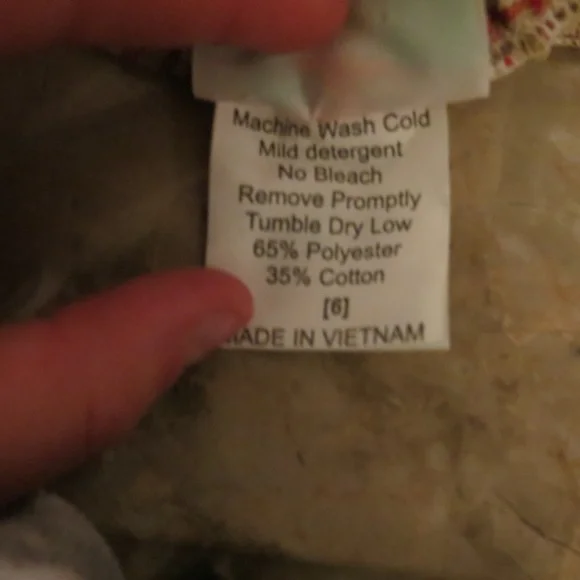 Machine Wash Cold
Mild detergent
No Bleach
Remove Promptly
Tumble Dry Low
65% Polyester
35% Cotton
[6]
MADE IN VIETNAM